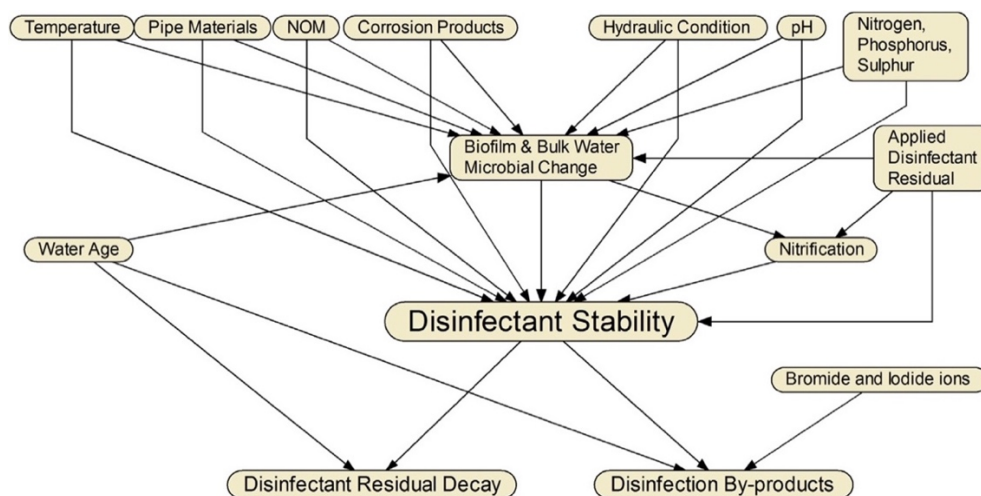 Temperature
Pipe Materials
NOM
Corrosion Products
Hydraulic Condition
pH
Nitrogen,
Phosphorus,
Sulphur
Biofilm & Bulk Water
Microbial Change
Applied
Disinfectant
Residual
Water Age
Nitrification
Disinfectant Stability
Bromide and Iodide ions
Disinfectant Residual Decay
Disinfection By-products